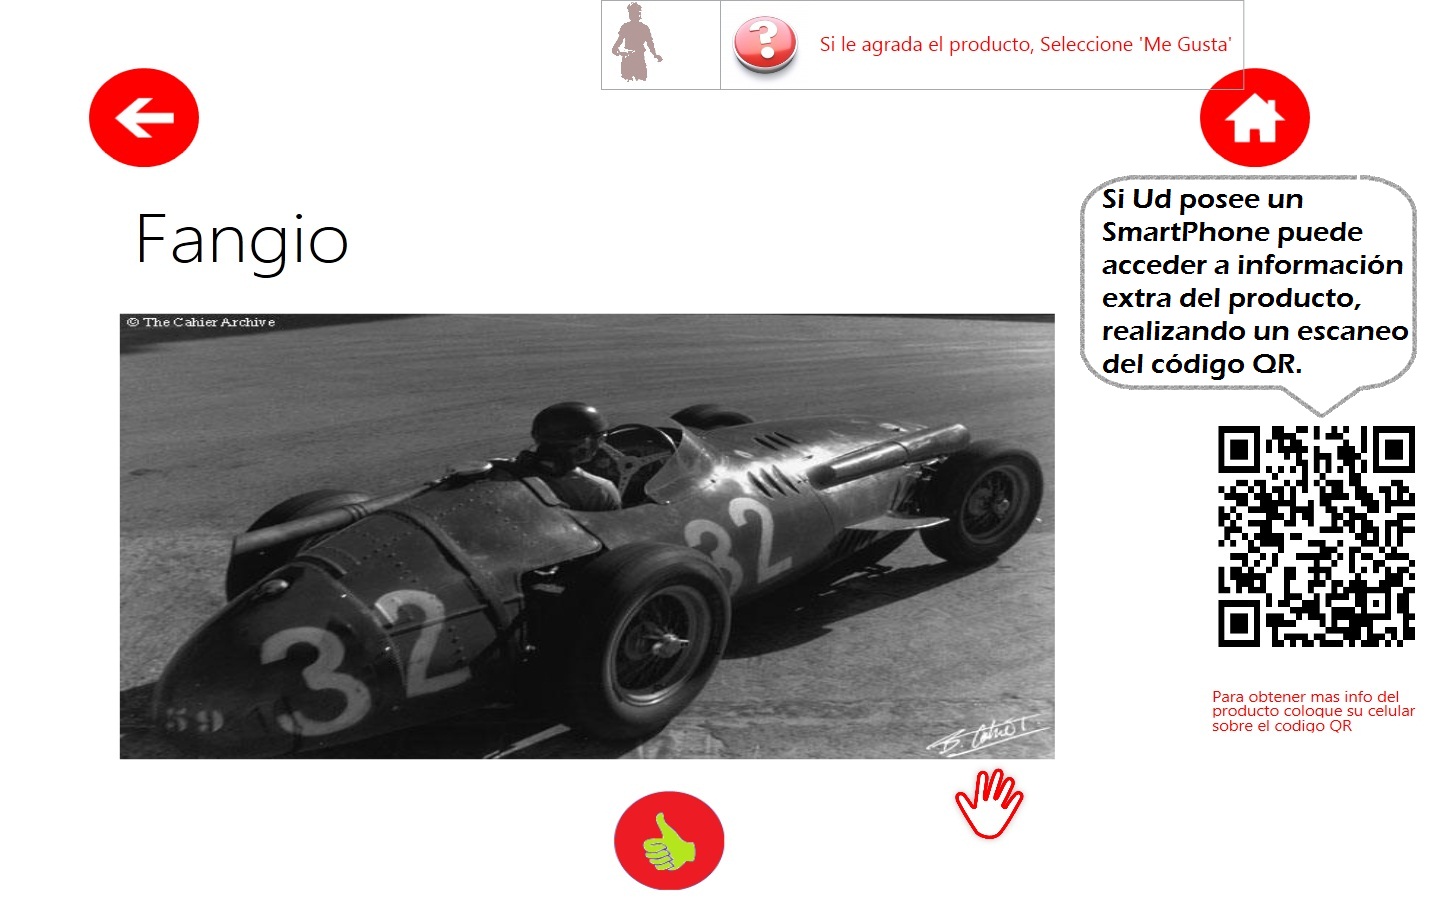 Si le agrada el producto, Seleccione 'Me Gusta'
Fangio
Si Ud posee un
SmartPhone puede
acceder a información
extra del producto,
realizando un escaneo
del código QR.
© The Cahier Archive
32
32
59
B. Cahier
Para obtener mas info del
producto coloque su celular
sobre el codigo QR